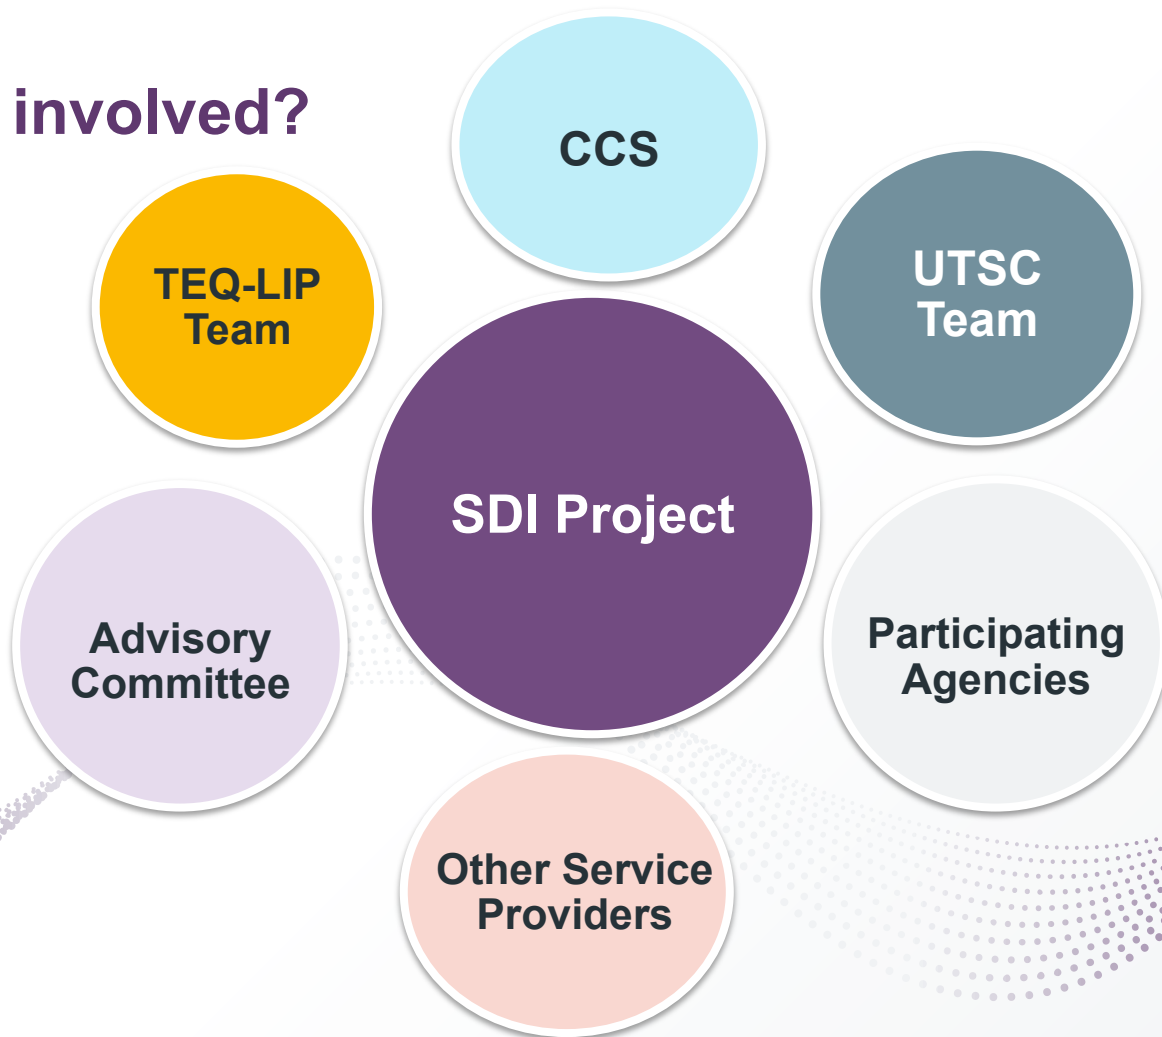 involved?
CCS
TEQ-LIP
Team
UTSC
Team
SDI Project
Advisory
Committee
Participating
Agencies
Other Service
Providers